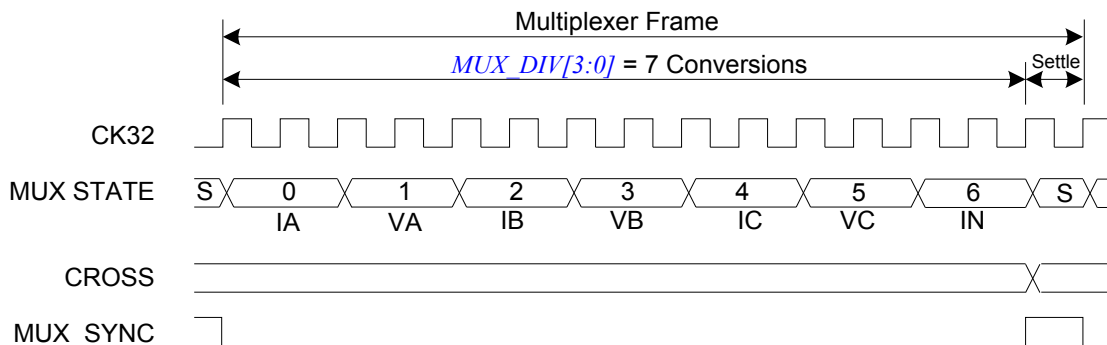 Multiplexer Frame
MUX_DIV[3:0] = 7 Conversions
Settle
CK32
MUX STATE S 0 1 2 3 4 5 6 S
IA VA IB VB IC VC IN
CROSS
MUX_SYNC